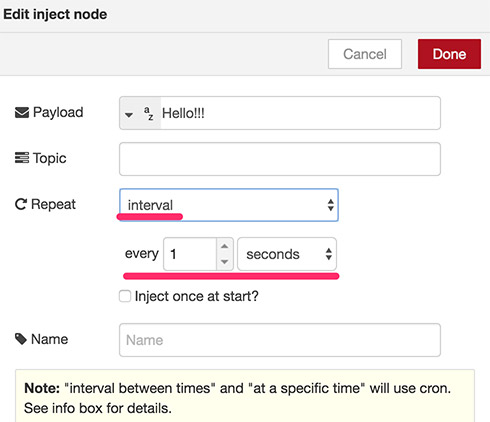 Edit inject node
Cancel Done
Payload az Hello!!!
Topic
Repeat interval
every 1 seconds
Inject once at start?
Name Name
Note: "interval between times" and "at a specific time" will use cron.
See info box for details.